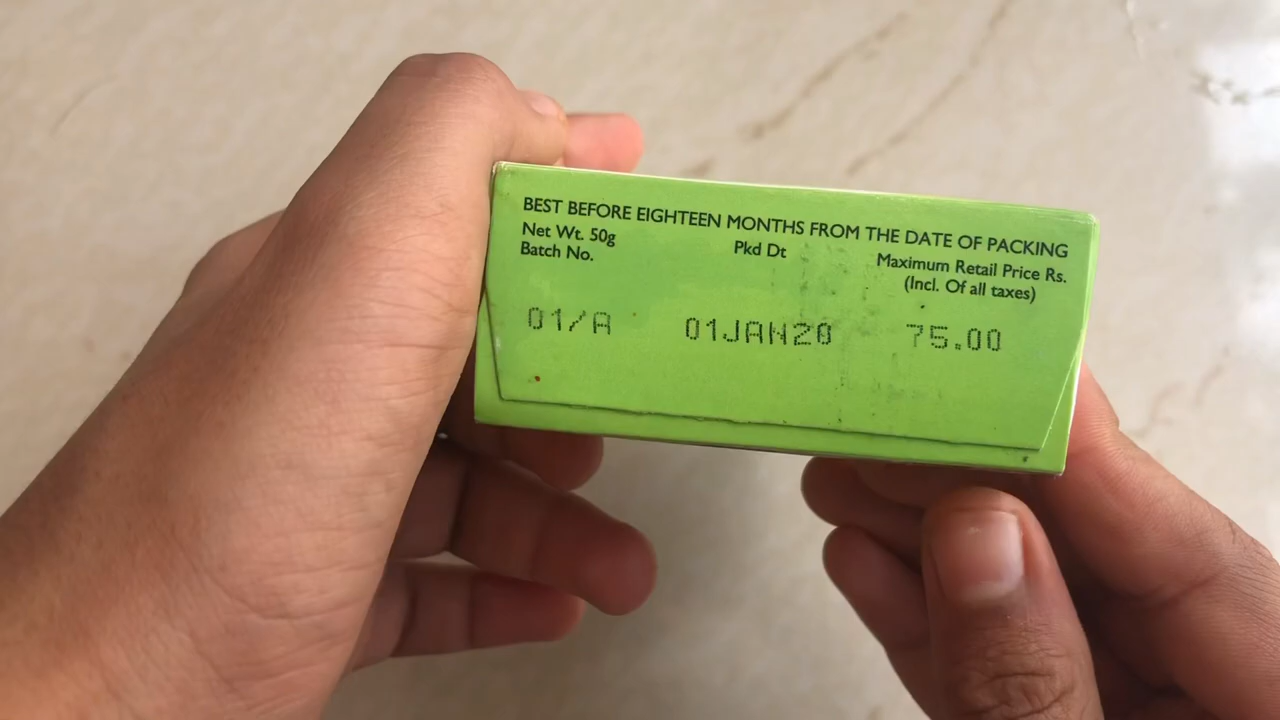 BEST BEFORE EIGHTEEN MONTHS FROM THE DATE OF PACKING
Net Wt. 50g
Batch No.
Pkd Dt
Maximum Retail Price Rs.
(Incl. Of all taxes)
01/A
01JAN20
75.00